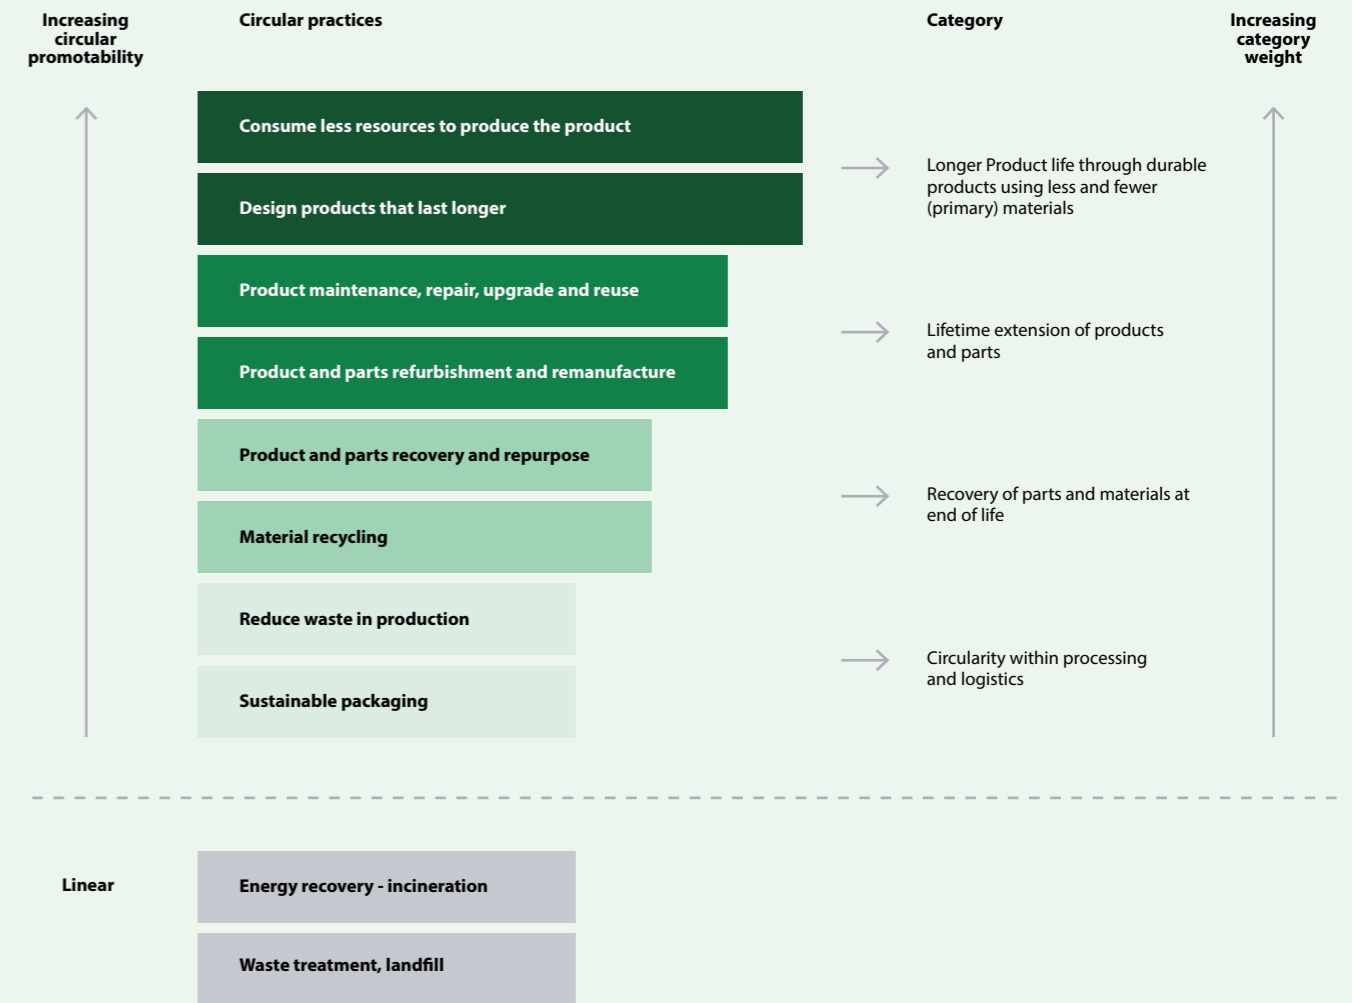 Increasing
circular
promotability
Circular practices
Category
Increasing
category
weight
Consume less resources to produce the product
Design products that last longer
Longer Product life through durable
products using less and fewer
(primary) materials
Product maintenance, repair, upgrade and reuse
Product and parts refurbishment and remanufacture
Lifetime extension of products
and parts
Product and parts recovery and repurpose
Material recycling
Recovery of parts and materials at
end of life
Reduce waste in production
Sustainable packaging
Circularity within processing
and logistics
Linear
Energy recovery - incineration
Waste treatment, landfill